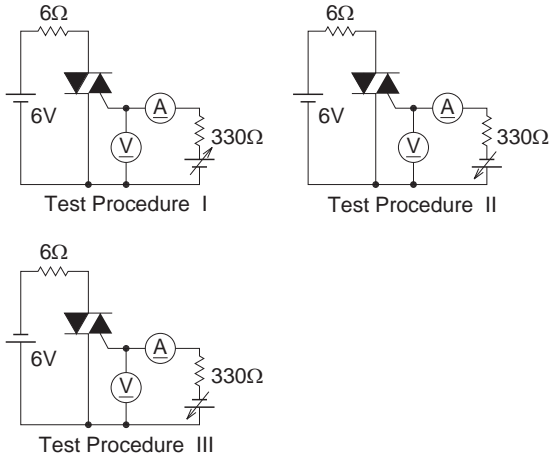 6Ω
6V
A
V
330Ω
Test Procedure I
6Ω
6V
A
V
330Ω
Test Procedure II
6Ω
6V
A
V
330Ω
Test Procedure III